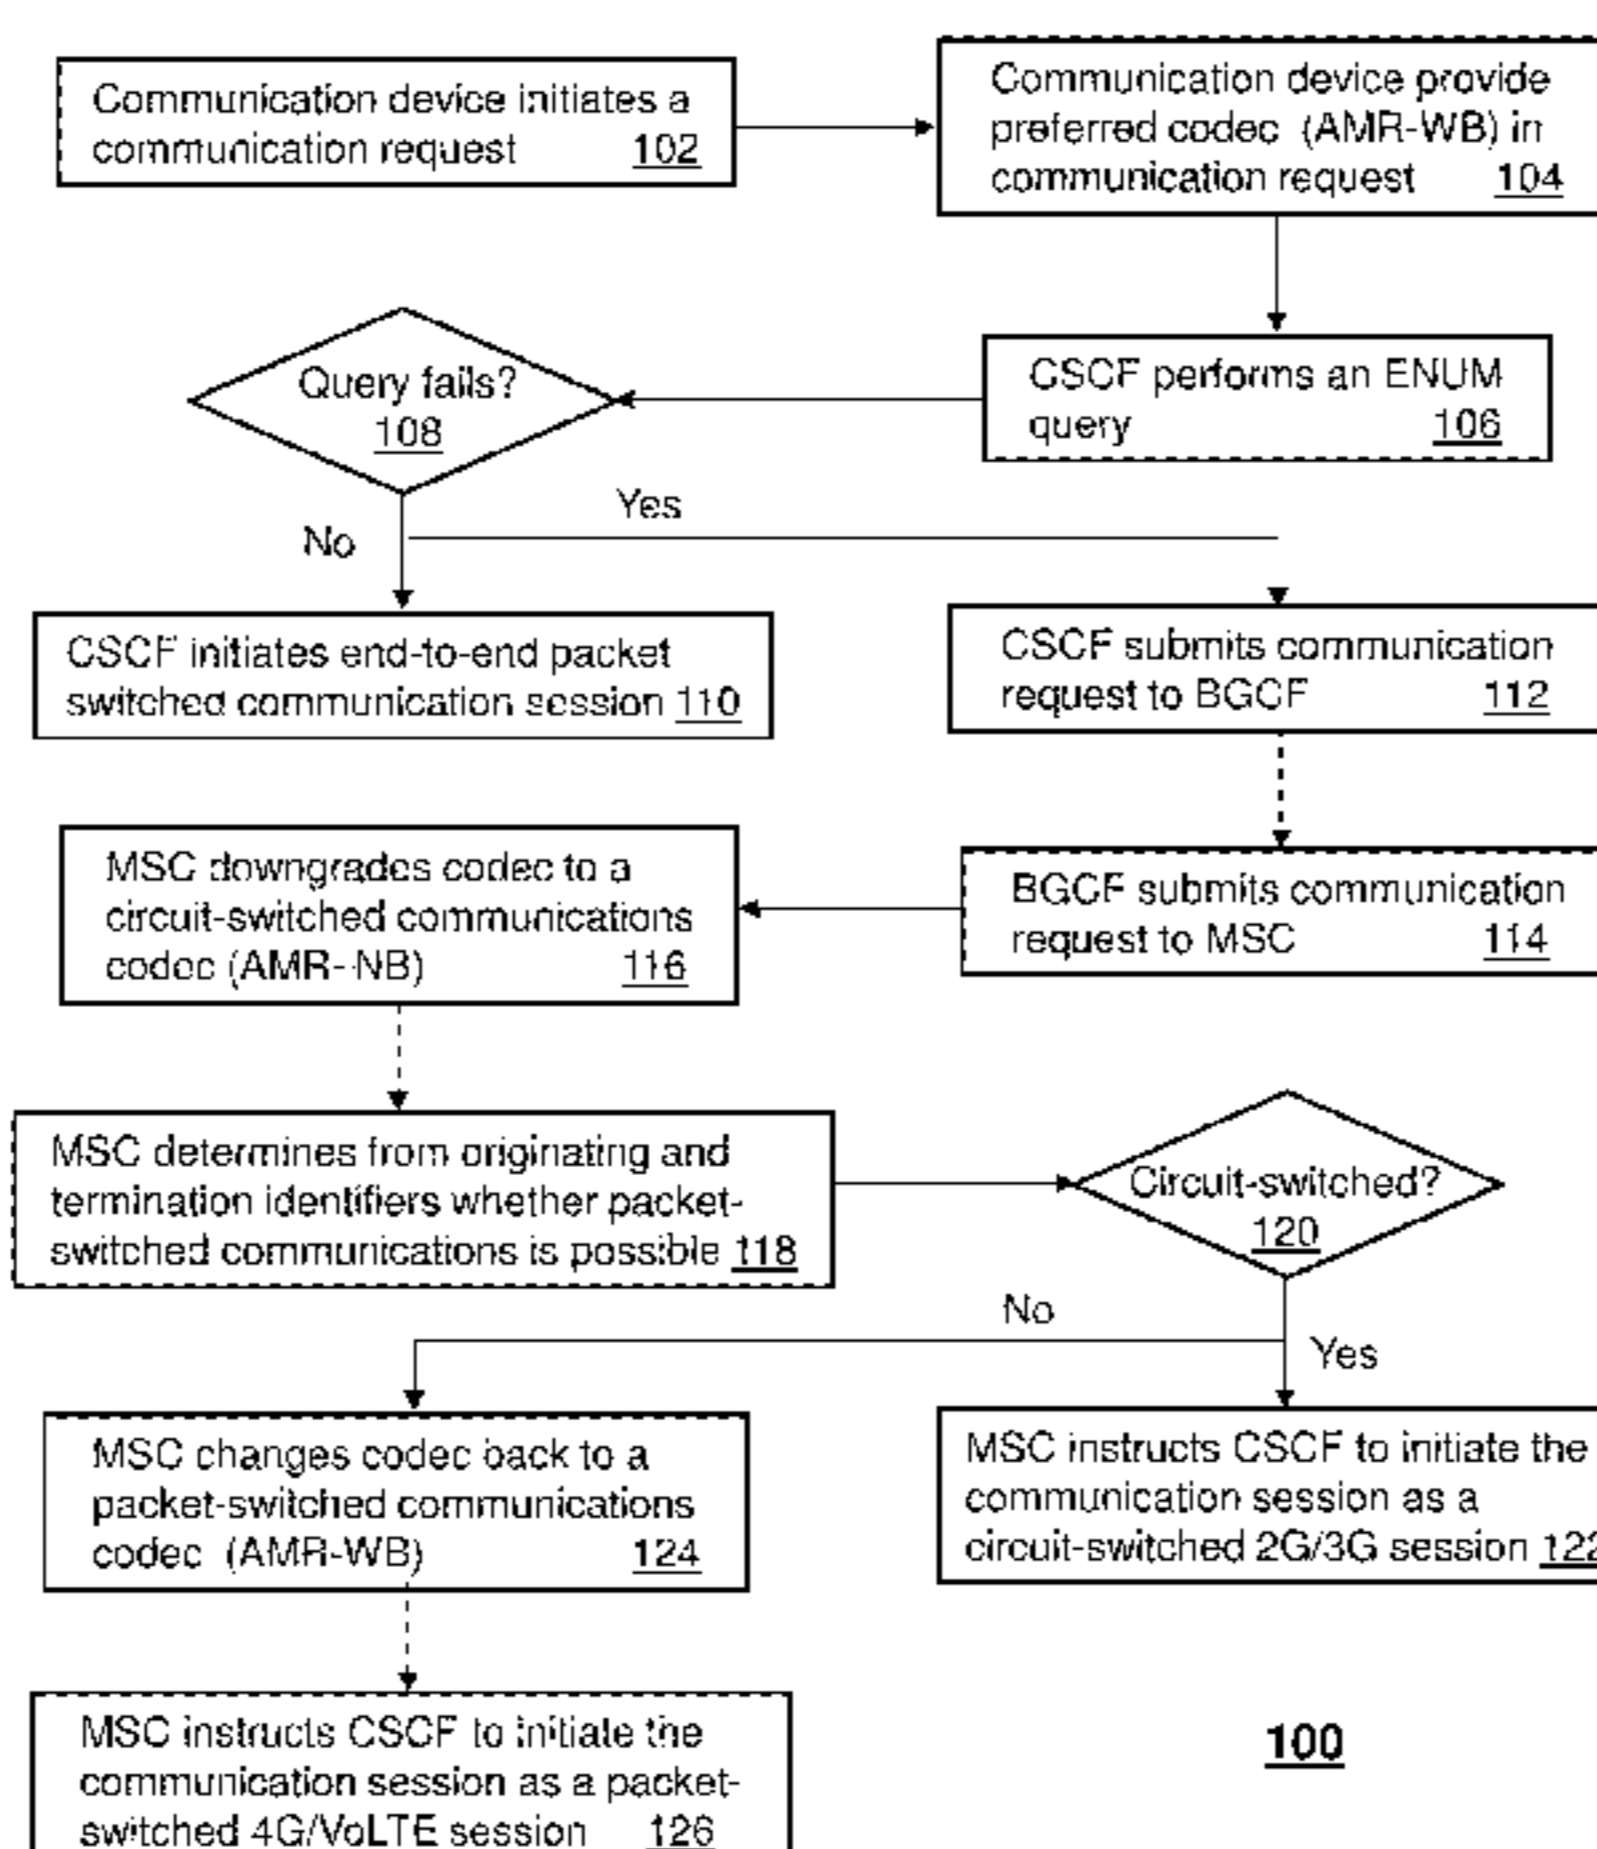 Communication device initiates a
communication request 102
Communication device provide
preferred codec (AMR-WB) in
communication request 104
CSCF performs an ENUM
query 106
Query fails?
108
Yes
No
CSCF initiates end-to-end packet
switched communication session 110
CSCF submits communication
request to BGCF 112
BGCF submits communication
request to MSC 114
MSC downgrades codec to a
circuit-switched communications
codec (AMR-NB) 116
MSC determines from originating and
termination identifiers whether packet-
switched communications is possible 118
Circuit-switched?
120
No
Yes
MSC instructs CSCF to initiate the
communication session as a
circuit-switched 2G/3G session 122
MSC changes codec back to a
packet-switched communications
codec (AMR-WB) 124
MSC instructs CSCF to initiate the
communication session as a packet-
switched 4G/VoLTE session 126
100